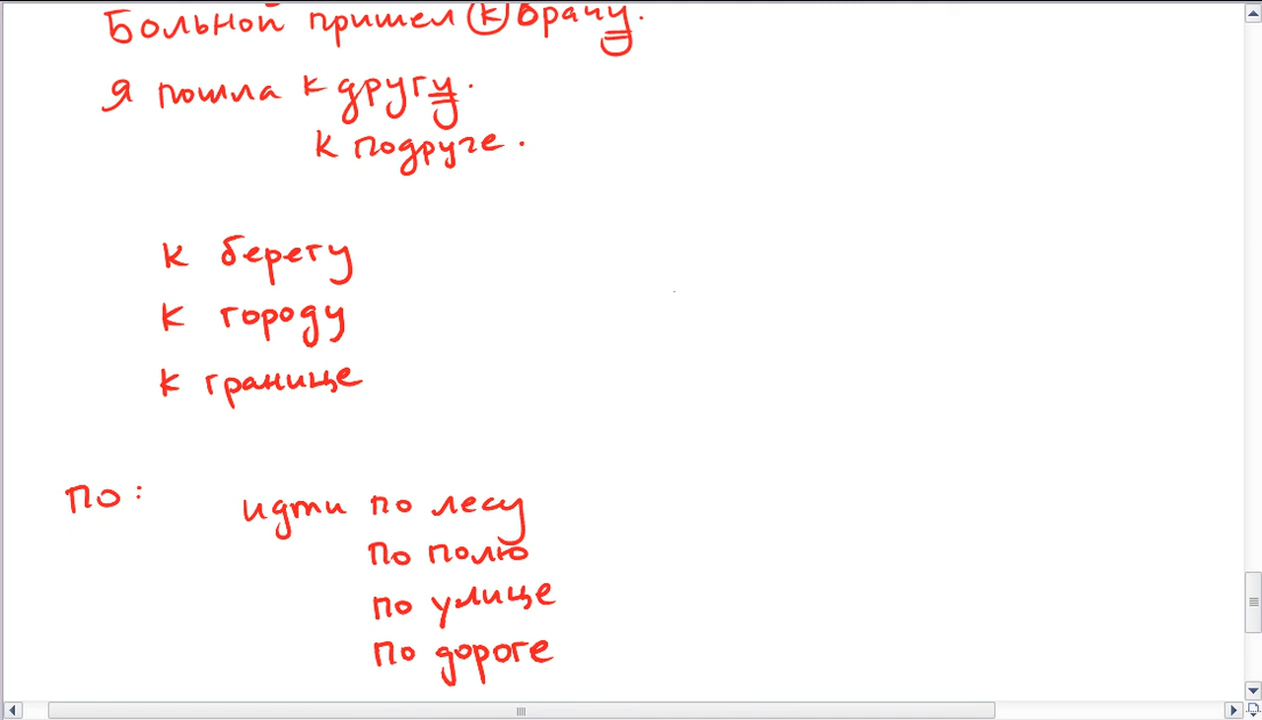 Больной пришел к врачу.
Я пошла к другу.
к подруге.
к берегу
к городу
к границе
по: идти по лесу
по полю
по улице
по дороге